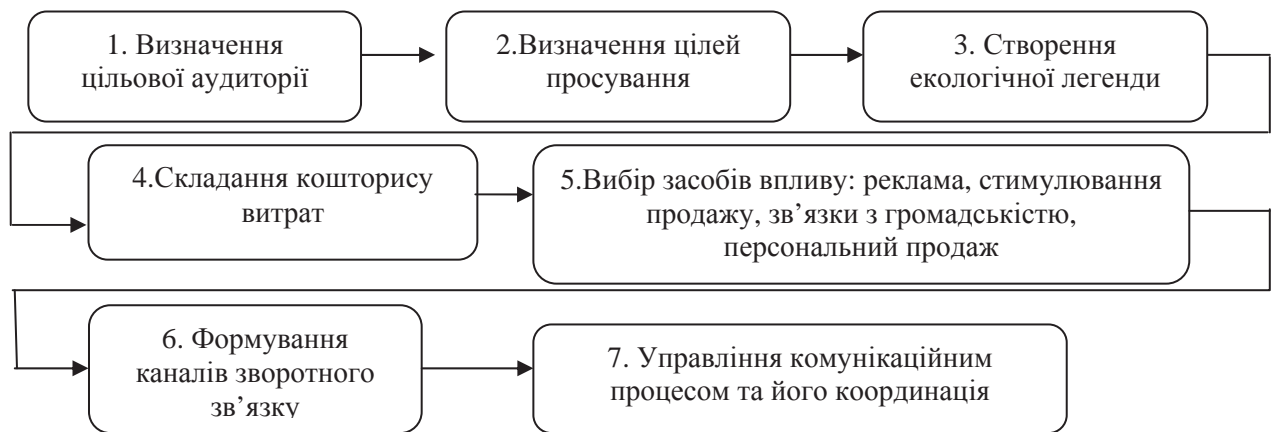 1. Визначення
цільової аудиторії
2.Визначення цілей
просування
3. Створення
екологічної легенди
4.Складання кошторису
витрат
5.Вибір засобів впливу: реклама, стимулювання
продажу, зв’язки з громадськістю,
персональний продаж
6. Формування
каналів зворотного
зв’язку
7. Управління комунікаційним
процесом та його координація